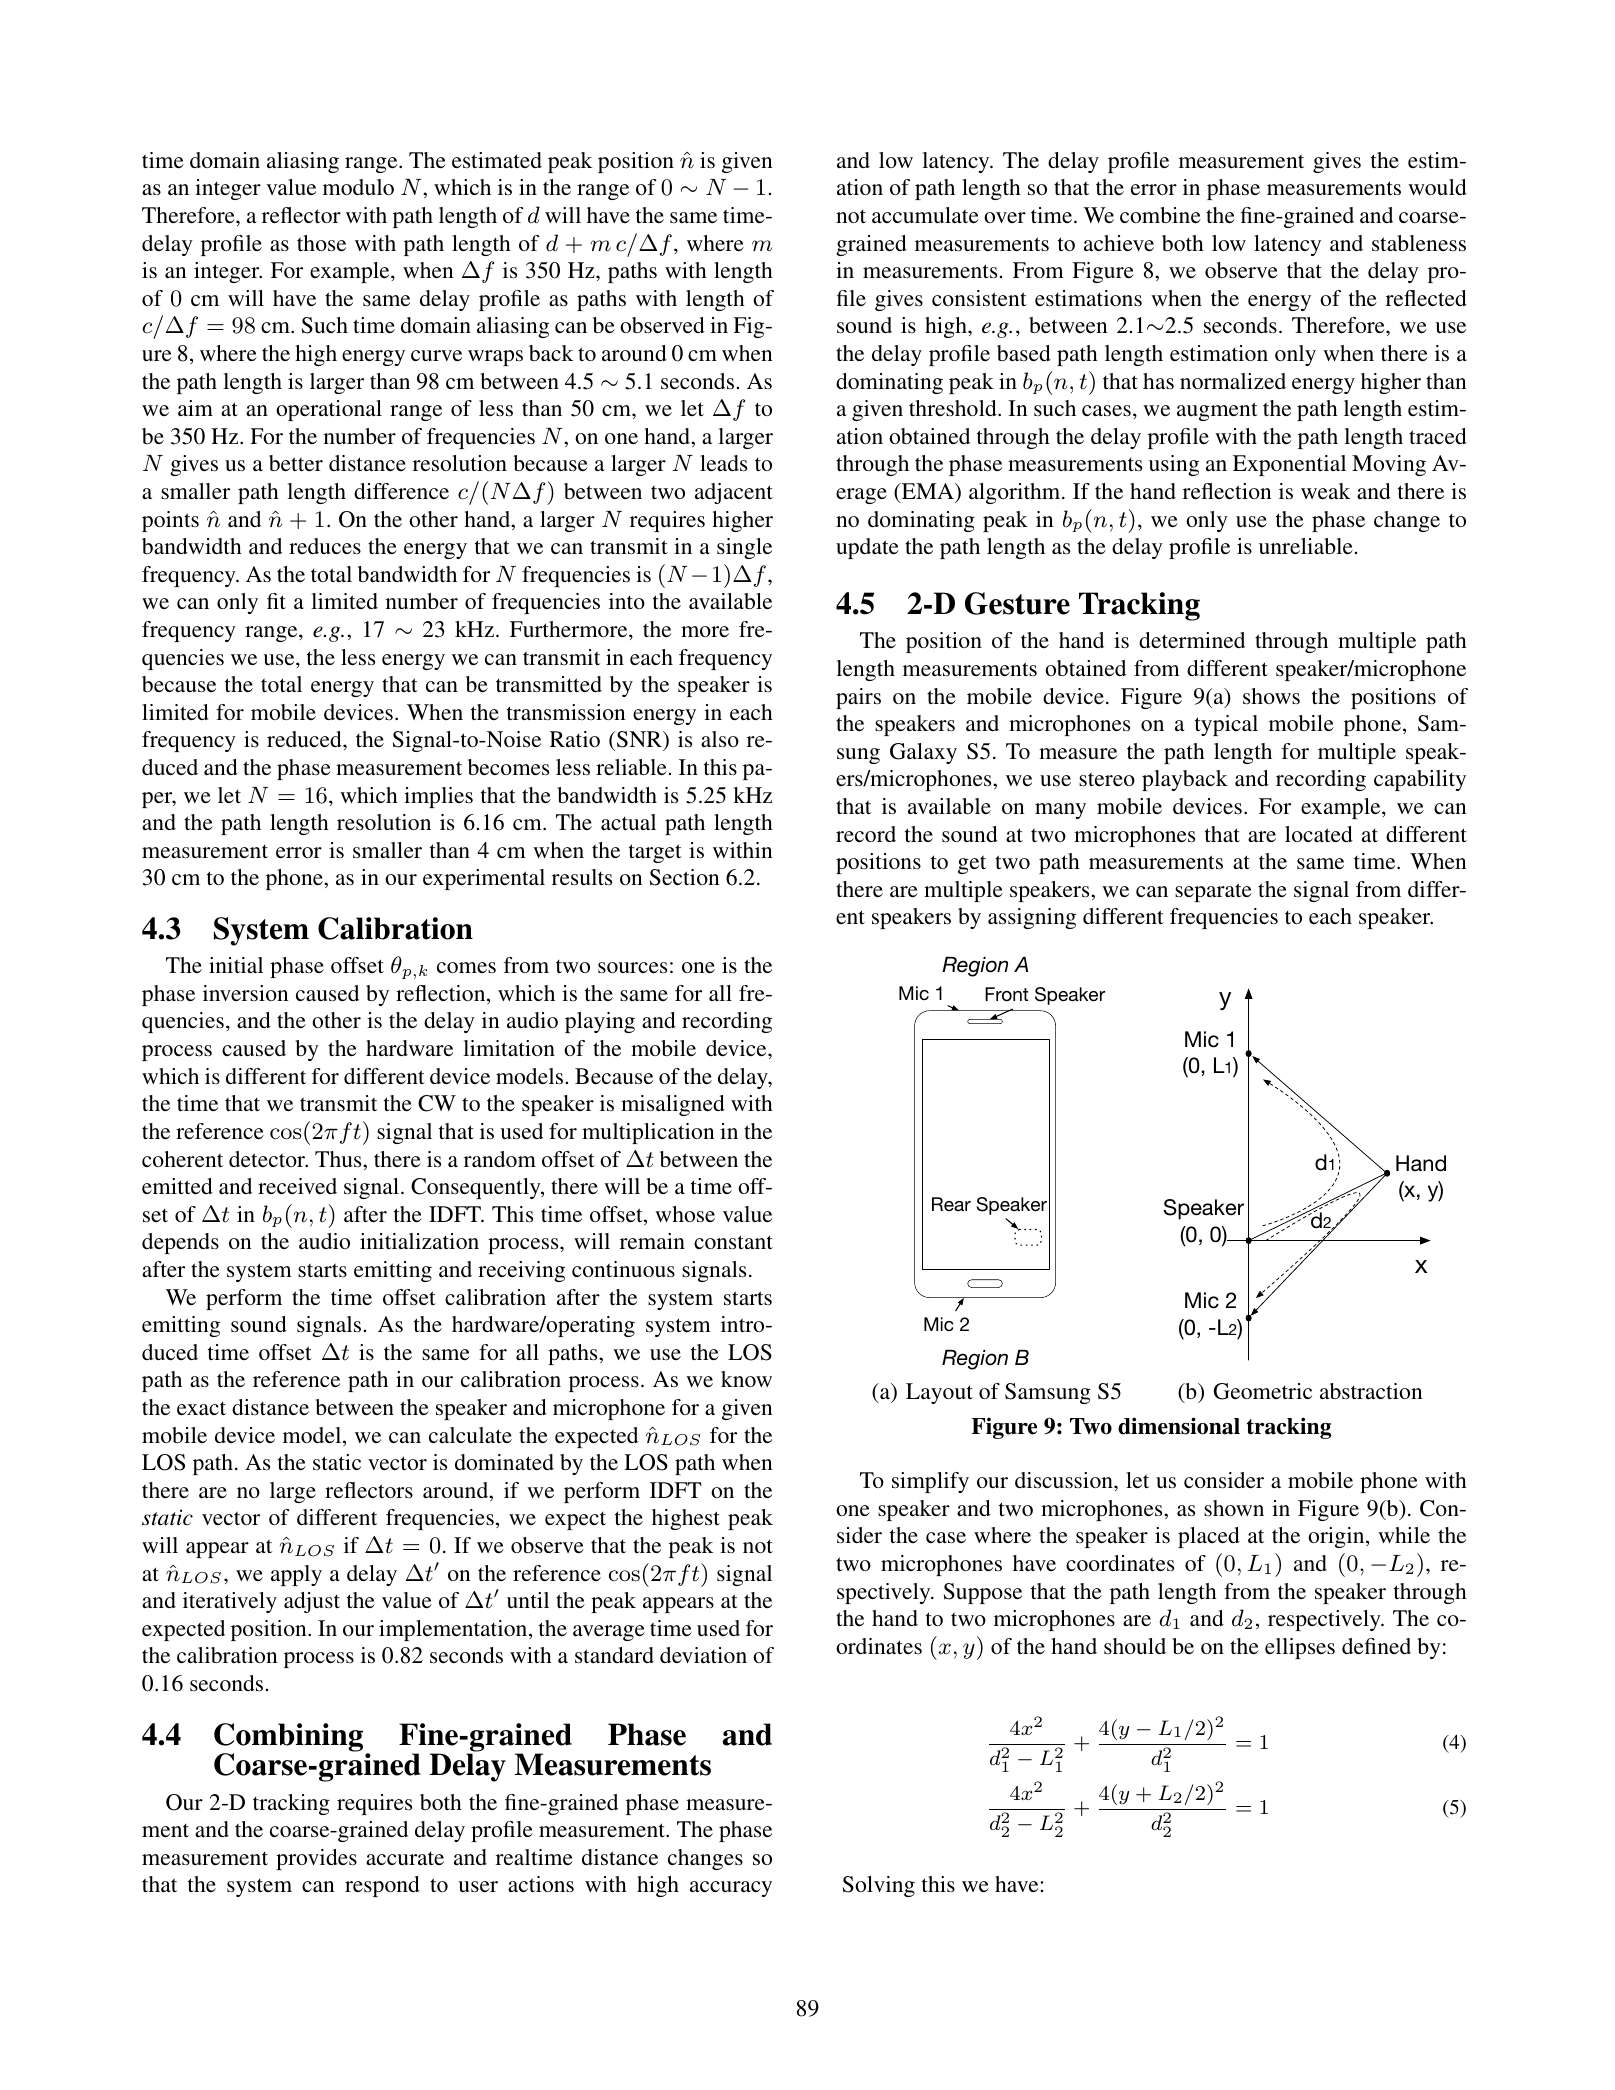 time domain aliasing range. The estimated peak position n̂ is given
as an integer value modulo N, which is in the range of 0 ∼ N − 1.
Therefore, a reflector with path length of d will have the same time-
delay profile as those with path length of d + m c/Δf, where m
is an integer. For example, when Δf is 350 Hz, paths with length
of 0 cm will have the same delay profile as paths with length of
c/Δf = 98 cm. Such time domain aliasing can be observed in Fig-
ure 8, where the high energy curve wraps back to around 0 cm when
the path length is larger than 98 cm between 4.5 ∼ 5.1 seconds. As
we aim at an operational range of less than 50 cm, we let Δf to
be 350 Hz. For the number of frequencies N, on one hand, a larger
N gives us a better distance resolution because a larger N leads to
a smaller path length difference c/(NΔf) between two adjacent
points n̂ and n̂ + 1. On the other hand, a larger N requires higher
bandwidth and reduces the energy that we can transmit in a single
frequency. As the total bandwidth for N frequencies is (N−1)Δf,
we can only fit a limited number of frequencies into the available
frequency range, e.g., 17 ∼ 23 kHz. Furthermore, the more fre-
quencies we use, the less energy we can transmit in each frequency
because the total energy that can be transmitted by the speaker is
limited for mobile devices. When the transmission energy in each
frequency is reduced, the Signal-to-Noise Ratio (SNR) is also re-
duced and the phase measurement becomes less reliable. In this pa-
per, we let N = 16, which implies that the bandwidth is 5.25 kHz
and the path length resolution is 6.16 cm. The actual path length
measurement error is smaller than 4 cm when the target is within
30 cm to the phone, as in our experimental results on Section 6.2.
4.3 System Calibration
The initial phase offset θp,k comes from two sources: one is the
phase inversion caused by reflection, which is the same for all fre-
quencies, and the other is the delay in audio playing and recording
process caused by the hardware limitation of the mobile device,
which is different for different device models. Because of the delay,
the time that we transmit the CW to the speaker is misaligned with
the reference cos(2πft) signal that is used for multiplication in the
coherent detector. Thus, there is a random offset of Δt between the
emitted and received signal. Consequently, there will be a time off-
set of Δt in bp(n, t) after the IDFT. This time offset, whose value
depends on the audio initialization process, will remain constant
after the system starts emitting and receiving continuous signals.
We perform the time offset calibration after the system starts
emitting sound signals. As the hardware/operating system intro-
duced time offset Δt is the same for all paths, we use the LOS
path as the reference path in our calibration process. As we know
the exact distance between the speaker and microphone for a given
mobile device model, we can calculate the expected n̂LOS for the
LOS path. As the static vector is dominated by the LOS path when
there are no large reflectors around, if we perform IDFT on the
static vector of different frequencies, we expect the highest peak
will appear at n̂LOS if Δt = 0. If we observe that the peak is not
at n̂LOS, we apply a delay Δt′ on the reference cos(2πft) signal
and iteratively adjust the value of Δt′ until the peak appears at the
expected position. In our implementation, the average time used for
the calibration process is 0.82 seconds with a standard deviation of
0.16 seconds.
4.4 Combining Fine-grained Phase and
Coarse-grained Delay Measurements
Our 2-D tracking requires both the fine-grained phase measure-
ment and the coarse-grained delay profile measurement. The phase
measurement provides accurate and realtime distance changes so
that the system can respond to user actions with high accuracy
and low latency. The delay profile measurement gives the estim-
ation of path length so that the error in phase measurements would
not accumulate over time. We combine the fine-grained and coarse-
grained measurements to achieve both low latency and stableness
in measurements. From Figure 8, we observe that the delay pro-
file gives consistent estimations when the energy of the reflected
sound is high, e.g., between 2.1∼2.5 seconds. Therefore, we use
the delay profile based path length estimation only when there is a
dominating peak in bp(n, t) that has normalized energy higher than
a given threshold. In such cases, we augment the path length estim-
ation obtained through the delay profile with the path length traced
through the phase measurements using an Exponential Moving Av-
erage (EMA) algorithm. If the hand reflection is weak and there is
no dominating peak in bp(n, t), we only use the phase change to
update the path length as the delay profile is unreliable.
4.5 2-D Gesture Tracking
The position of the hand is determined through multiple path
length measurements obtained from different speaker/microphone
pairs on the mobile device. Figure 9(a) shows the positions of
the speakers and microphones on a typical mobile phone, Sam-
sung Galaxy S5. To measure the path length for multiple speak-
ers/microphones, we use stereo playback and recording capability
that is available on many mobile devices. For example, we can
record the sound at two microphones that are located at different
positions to get two path measurements at the same time. When
there are multiple speakers, we can separate the signal from differ-
ent speakers by assigning different frequencies to each speaker.
Region A
Mic 1 Front Speaker
Rear Speaker
Mic 2
Region B
y
Mic 1
(0, L1)
d1
Hand
(x, y)
Speaker
(0, 0)
d2
x
Mic 2
(0, -L2)
(a) Layout of Samsung S5 (b) Geometric abstraction
Figure 9: Two dimensional tracking
To simplify our discussion, let us consider a mobile phone with
one speaker and two microphones, as shown in Figure 9(b). Con-
sider the case where the speaker is placed at the origin, while the
two microphones have coordinates of (0, L1) and (0, −L2), re-
spectively. Suppose that the path length from the speaker through
the hand to two microphones are d1 and d2, respectively. The co-
ordinates (x, y) of the hand should be on the ellipses defined by:
4x²/(d1² − L1²) + 4(y − L1/2)²/d1² = 1 (4)
4x²/(d2² − L2²) + 4(y + L2/2)²/d2² = 1 (5)
Solving this we have:
89